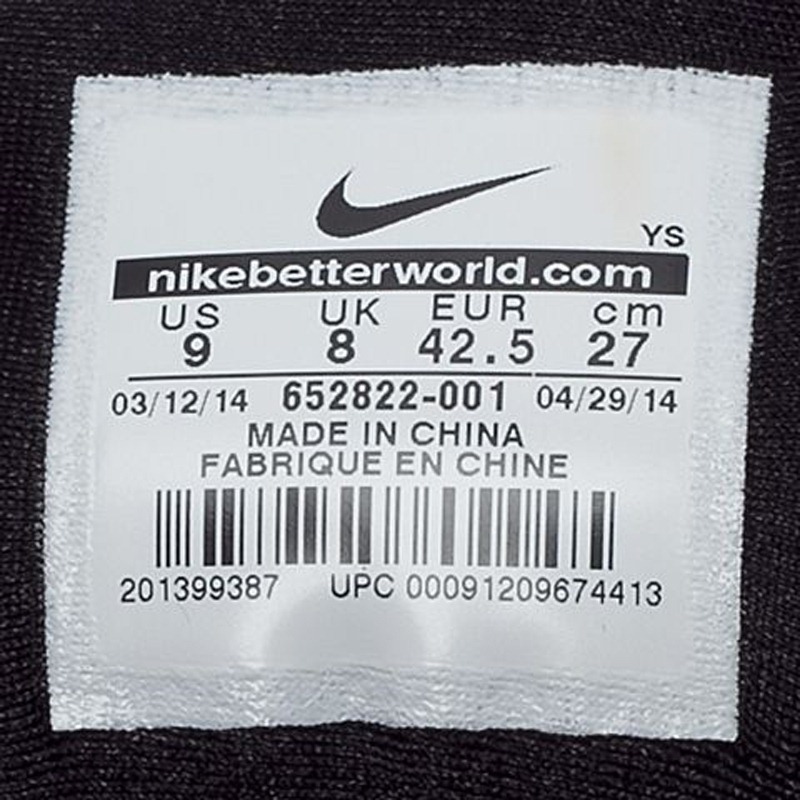 YS
nikebetterworld.com
US UK EUR cm
9 8 42.5 27
03/12/14 652822-001 04/29/14
MADE IN CHINA
FABRIQUE EN CHINE
201399387 UPC 00091209674413